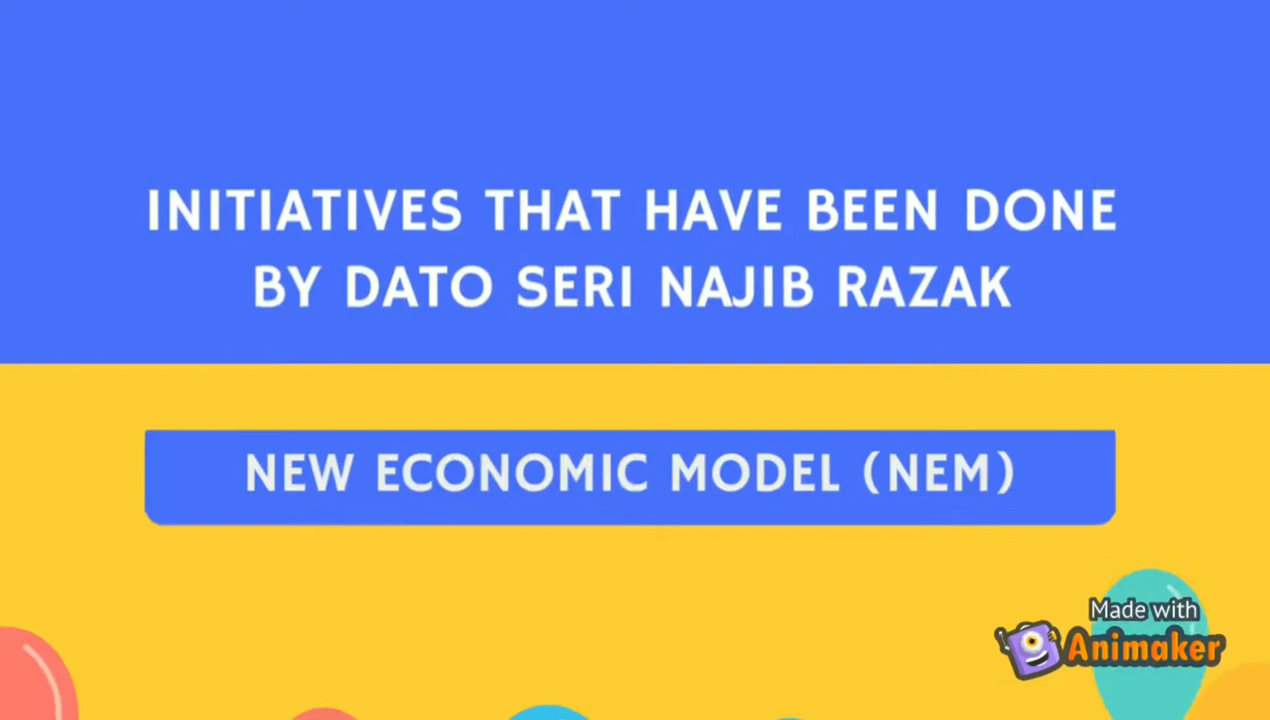 INITIATIVES THAT HAVE BEEN DONE
BY DATO SERI NAJIB RAZAK
NEW ECONOMIC MODEL (NEM)
Made with
Animaker